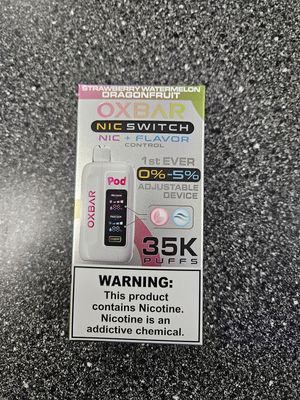 STRAWBERRY WATERMELON
DRAGONFRUIT
OXBAR
NIC SWITCH
NIC + FLAVOR
CONTROL
1st EVER
0%-5%
ADJUSTABLE
DEVICE
Pod
OXBAR
35K
PUFFS
WARNING:
This product
contains Nicotine.
Nicotine is an
addictive chemical.